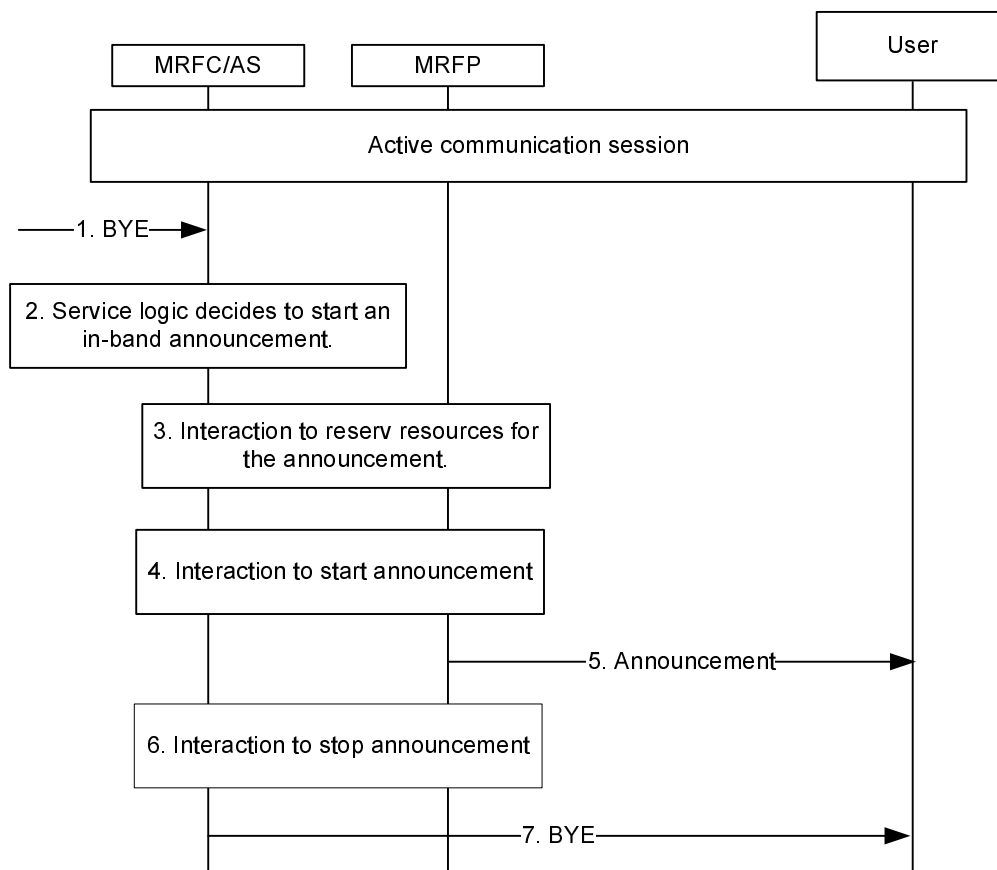 MRFC/AS
MRFP
User
Active communication session
1. BYE
2. Service logic decides to start an
in-band announcement.
3. Interaction to reserv resources for
the announcement.
4. Interaction to start announcement
5. Announcement
6. Interaction to stop announcement
7. BYE